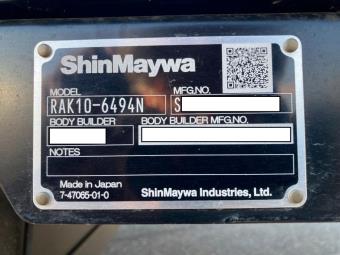 ShinMaywa
MODEL MFG.NO.
RAK10-6494N S
BODY BUILDER BODY BUILDER MFG.NO.
NOTES
Made in Japan
7-47065-01-0 ShinMaywa Industries, Ltd.